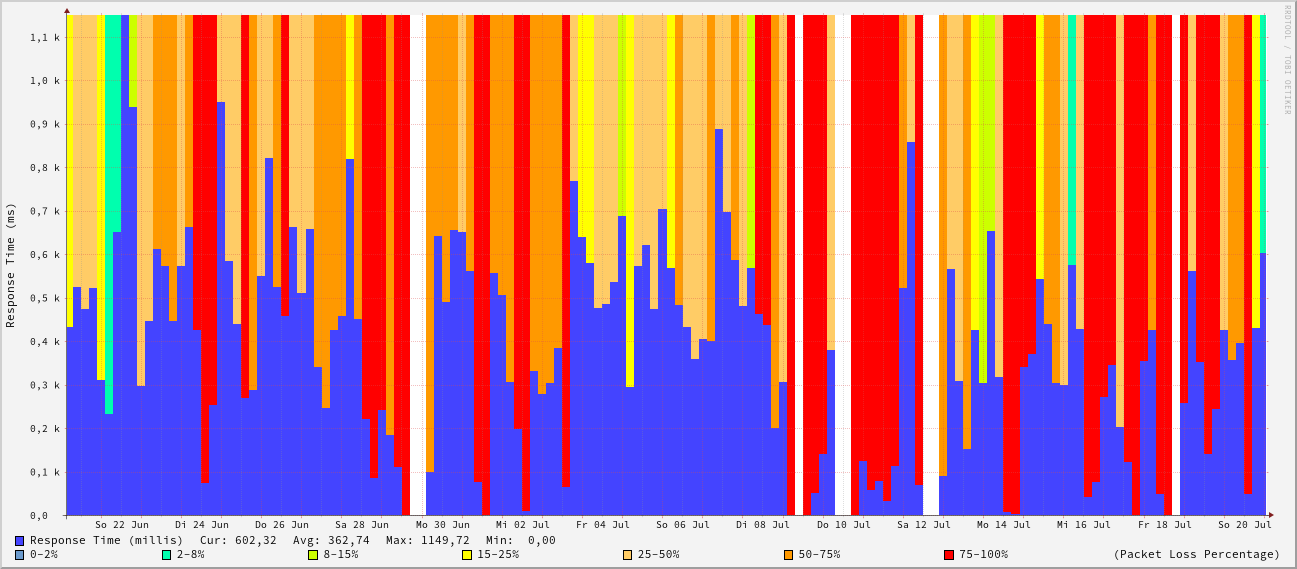 RRDTOOL / TOBI OETIKER
Response Time (ms)
1,1 k
1,0 k
0,9 k
0,8 k
0,7 k
0,6 k
0,5 k
0,4 k
0,3 k
0,2 k
0,1 k
0,0
So 22 Jun Di 24 Jun Do 26 Jun Sa 28 Jun Mo 30 Jun Mi 02 Jul Fr 04 Jul So 06 Jul Di 08 Jul Do 10 Jul Sa 12 Jul Mo 14 Jul Mi 16 Jul Fr 18 Jul So 20 Jul
Response Time (millis) Cur: 602,32 Avg: 362,74 Max: 1149,72 Min: 0,00
0-2% 2-8% 8-15% 15-25% 25-50% 50-75% 75-100% (Packet Loss Percentage)